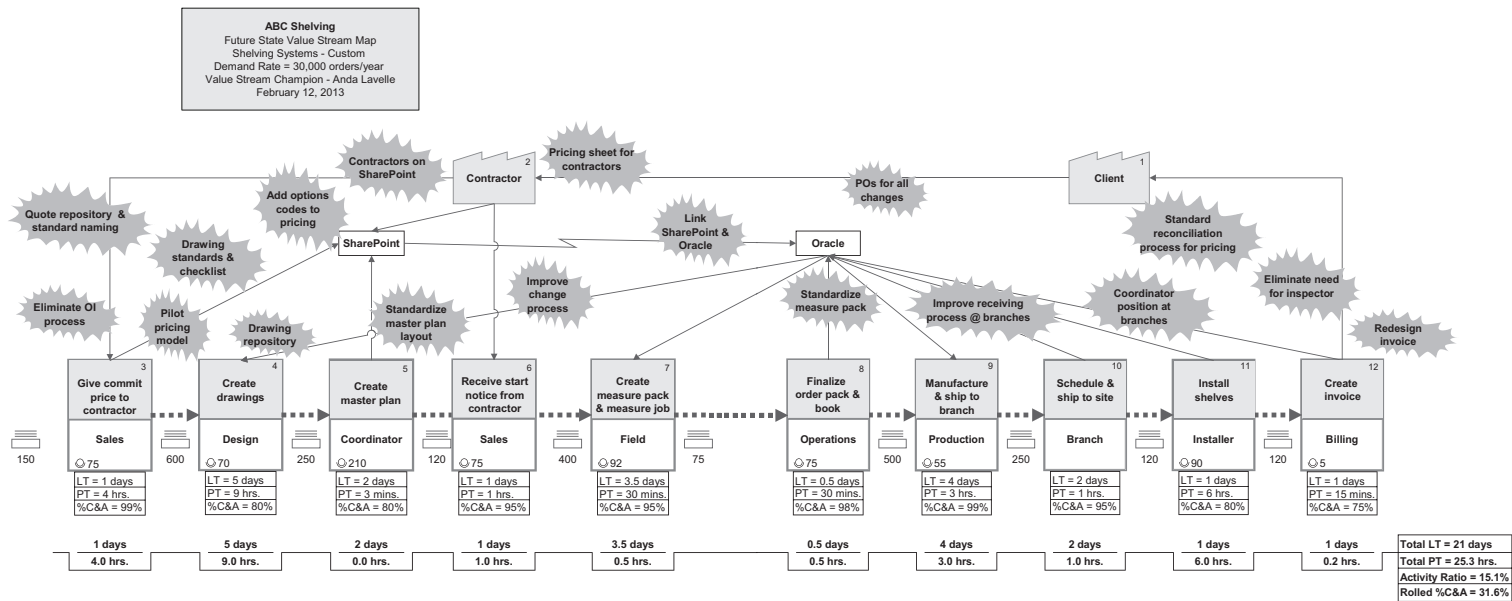 ABC Shelving
Future State Value Stream Map
Shelving Systems - Custom
Demand Rate = 30,000 orders/year
Value Stream Champion - Anda Lavelle
February 12, 2013
Contractors on
SharePoint
2
Contractor
Pricing sheet for
contractors
POs for all
changes
1
Client
Quote repository &
standard naming
Add options
codes to
pricing
Drawing
standards &
checklist
SharePoint
Link
SharePoint &
Oracle
Oracle
Standard
reconciliation
process for pricing
Eliminate OI
process
Pilot
pricing
model
Drawing
repository
Standardize
master plan
layout
Improve
change
process
Standardize
measure pack
Improve receiving
process @ branches
Coordinator
position at
branches
Eliminate need
for inspector
Redesign
invoice
150
3
Give commit
price to
contractor
Sales
75
LT = 1 days
PT = 4 hrs.
%C&A = 99%
600
4
Create
drawings
Design
70
LT = 5 days
PT = 9 hrs.
%C&A = 80%
250
5
Create
master plan
Coordinator
210
LT = 2 days
PT = 3 mins.
%C&A = 80%
120
6
Receive start
notice from
contractor
Sales
75
LT = 1 days
PT = 1 hrs.
%C&A = 95%
400
7
Create
measure pack
& measure job
Field
92
LT = 3.5 days
PT = 30 mins.
%C&A = 95%
75
8
Finalize
order pack &
book
Operations
75
LT = 0.5 days
PT = 30 mins.
%C&A = 98%
500
9
Manufacture
& ship to
branch
Production
55
LT = 4 days
PT = 3 hrs.
%C&A = 99%
250
10
Schedule &
ship to site
Branch
LT = 2 days
PT = 1 hrs.
%C&A = 95%
120
11
Install
shelves
Installer
90
LT = 1 days
PT = 6 hrs.
%C&A = 80%
120
12
Create
invoice
Billing
5
LT = 1 days
PT = 15 mins.
%C&A = 75%
1 days
4.0 hrs.
5 days
9.0 hrs.
2 days
0.0 hrs.
1 days
1.0 hrs.
3.5 days
0.5 hrs.
0.5 days
0.5 hrs.
4 days
3.0 hrs.
2 days
1.0 hrs.
1 days
6.0 hrs.
1 days
0.2 hrs.
Total LT = 21 days
Total PT = 25.3 hrs.
Activity Ratio = 15.1%
Rolled %C&A = 31.6%